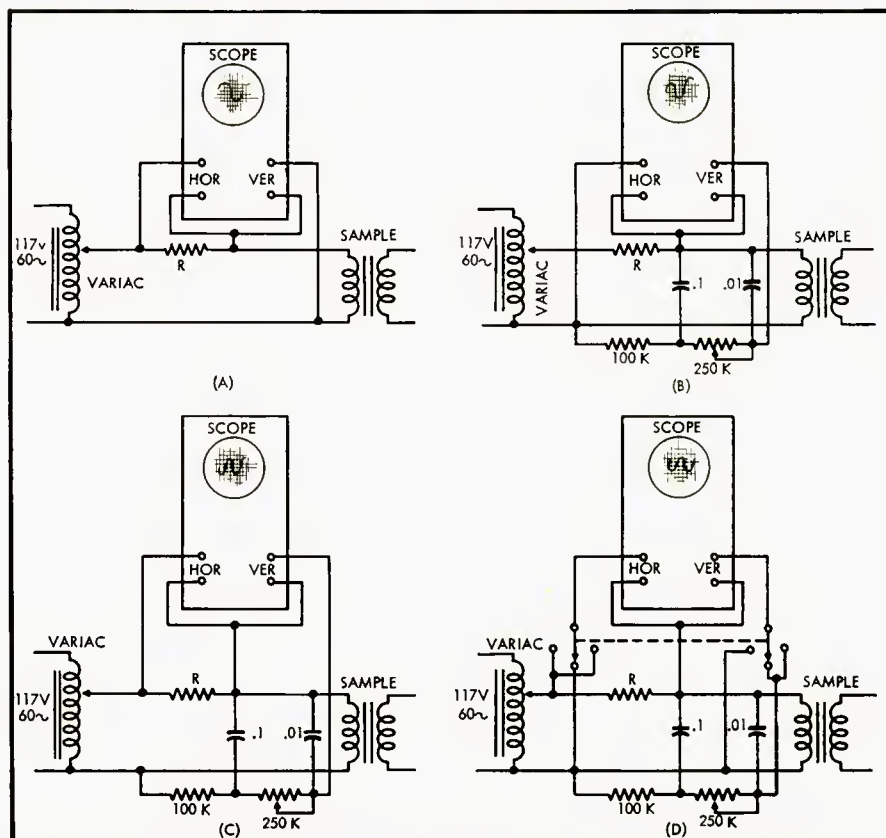 SCOPE
HOR VER
SAMPLE
117v
60~
VARIAC
R
(A)
SCOPE
HOR VER
SAMPLE
VARIAC
R
.1 .01
117V
60~
100 K
250 K
(B)
SCOPE
HOR VER
VARIAC
R
SAMPLE
117V
60~
.1 .01
100 K
250 K
(C)
SCOPE
HOR VER
VARIAC
R
SAMPLE
117V
60~
.1 .01
100 K
250 K
(D)